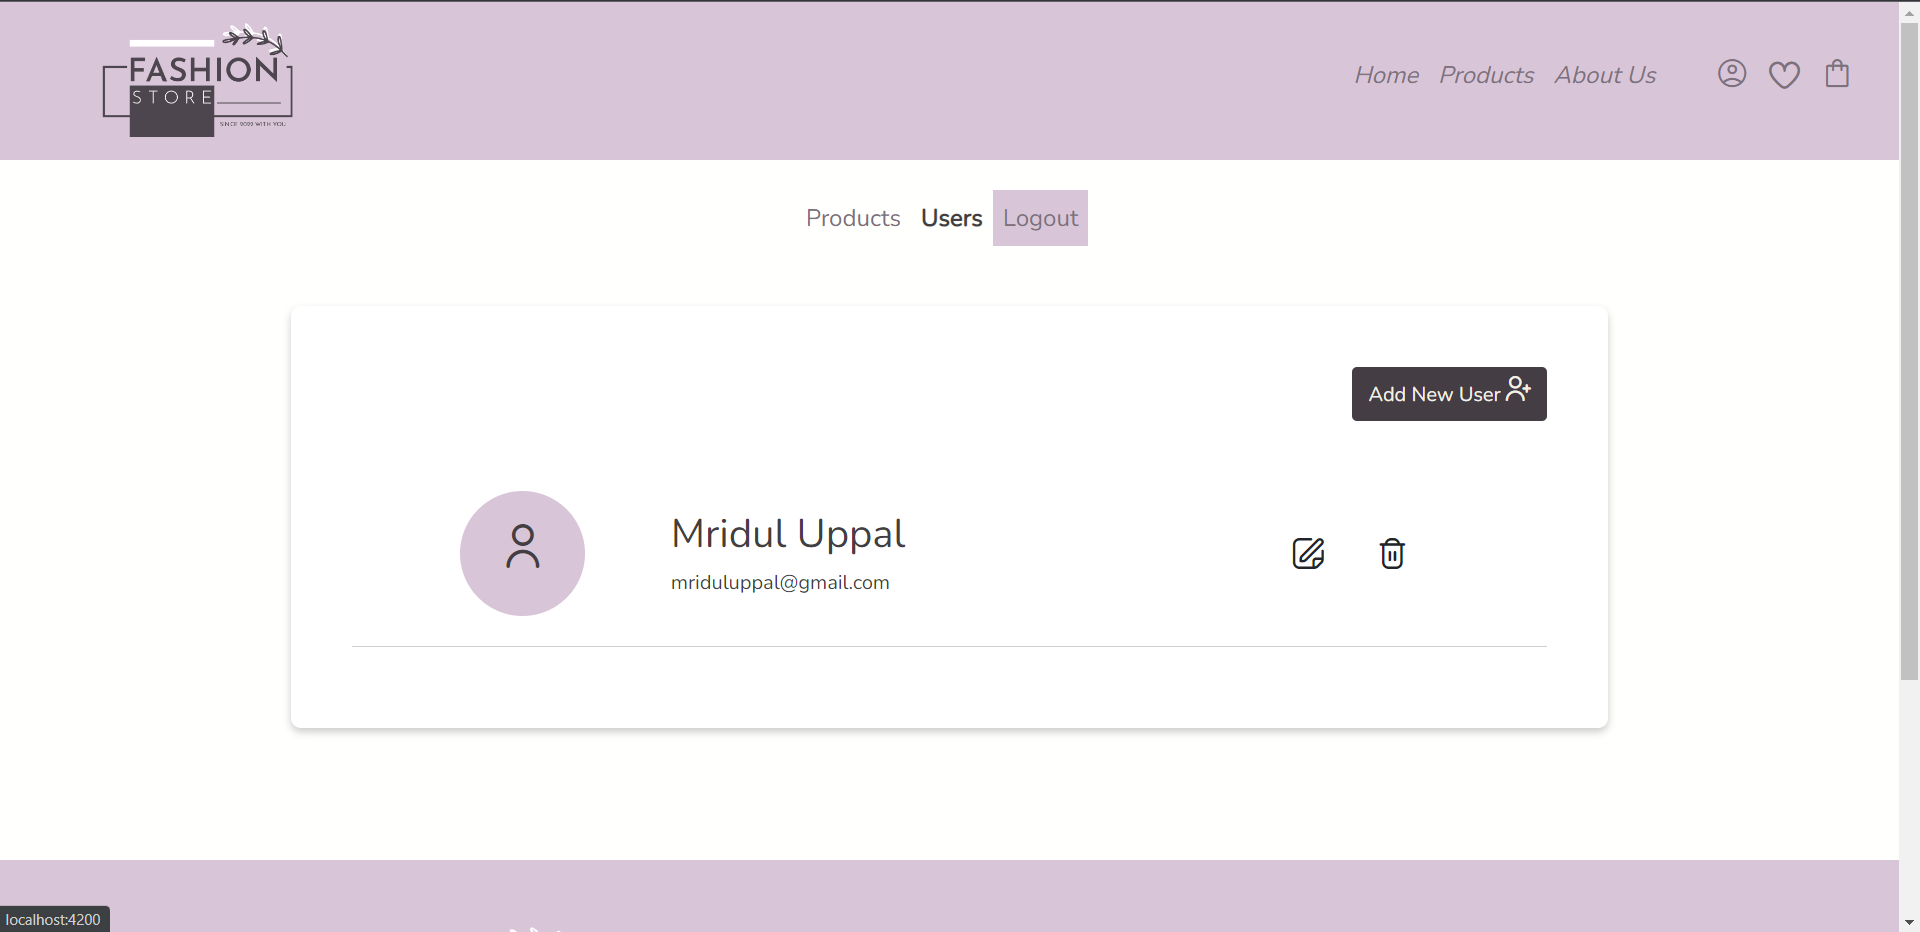 FASHION
STORE
SINCE 2022 WITH YOU
Home Products About Us
Products Users Logout
Add New User
Mridul Uppal
mriduluppal@gmail.com
localhost:4200